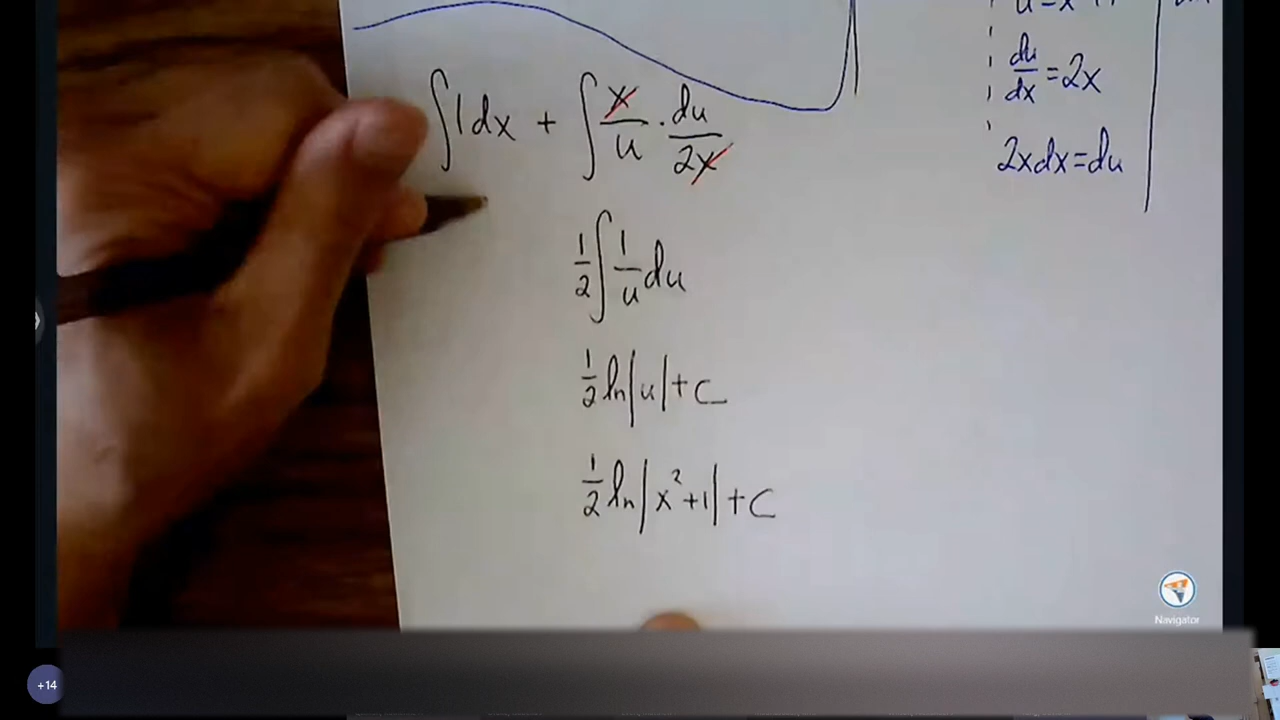 du/dx = 2x
∫1dx + ∫ x/u · du/2x
2xdx = du
1/2 ∫ 1/u du
1/2 ln|u| + C
1/2 ln|x² + 1| + C
Navigator
+14